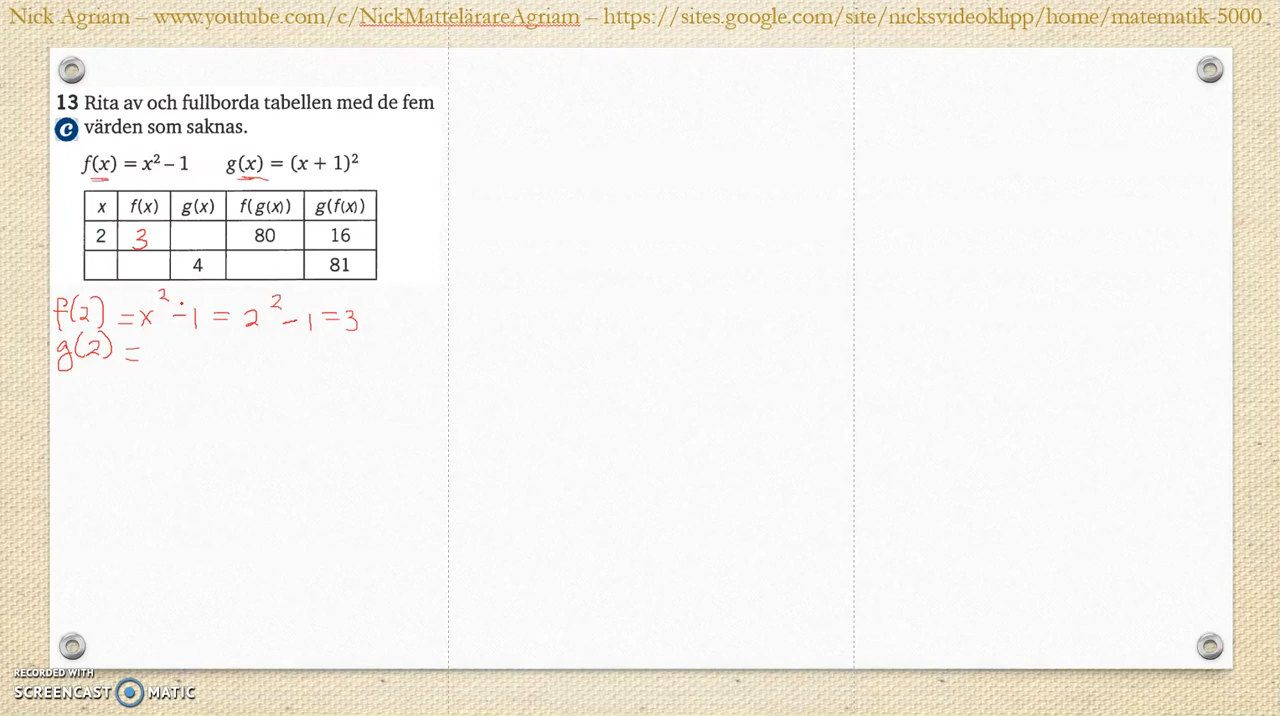 Nick Agriam – www.youtube.com/c/NickMattelärareAgriam – https://sites.google.com/site/nicksvideoklipp/home/matematik-5000
13 Rita av och fullborda tabellen med de fem
C värden som saknas.
f(x) = x² – 1 g(x) = (x + 1)²
x f(x) g(x) f(g(x)) g(f(x))
2 3 80 16
4 81
f(2) = x² - 1 = 2² - 1 = 3
g(2) =
RECORDED WITH
SCREENCAST MATIC